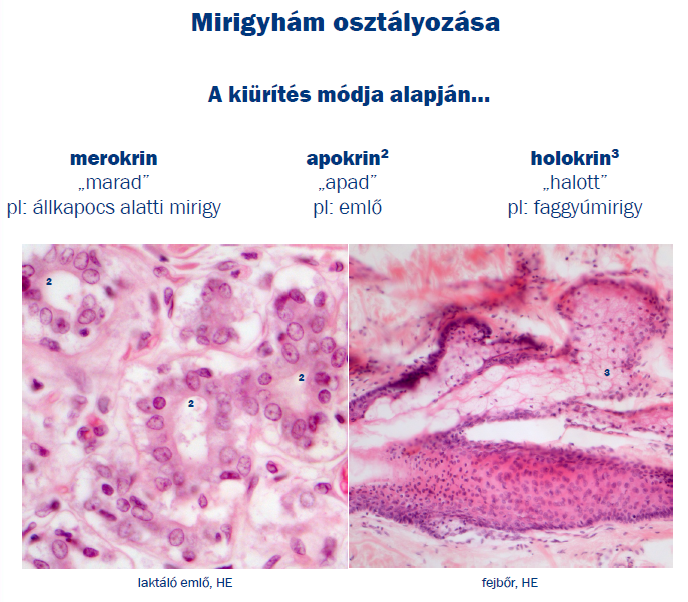 Mirigyhám osztályozása
A kiürítés módja alapján...
merokrin
„marad”
pl: állkapocs alatti mirigy
apokrin²
„apad”
pl: emlő
holokrin³
„halott”
pl: faggyúmirigy
2
2
2
3
laktáló emlő, HE
fejbőr, HE